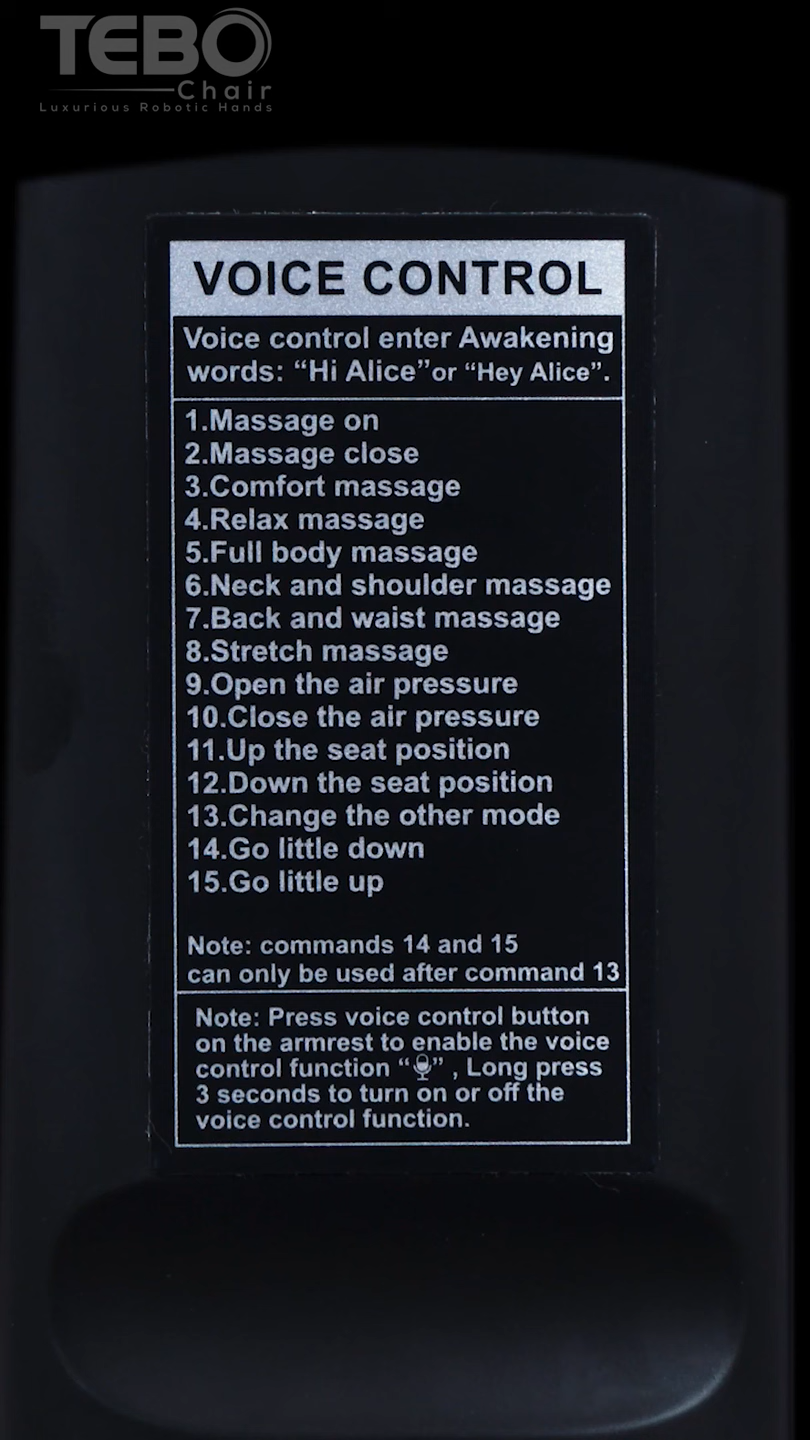 TEBO
Chair
Luxurious Robotic Hands
VOICE CONTROL
Voice control enter Awakening
words: “Hi Alice”or “Hey Alice”.
1.Massage on
2.Massage close
3.Comfort massage
4.Relax massage
5.Full body massage
6.Neck and shoulder massage
7.Back and waist massage
8.Stretch massage
9.Open the air pressure
10.Close the air pressure
11.Up the seat position
12.Down the seat position
13.Change the other mode
14.Go little down
15.Go little up
Note: commands 14 and 15
can only be used after command 13
Note: Press voice control button
on the armrest to enable the voice
control function “🎙” , Long press
3 seconds to turn on or off the
voice control function.